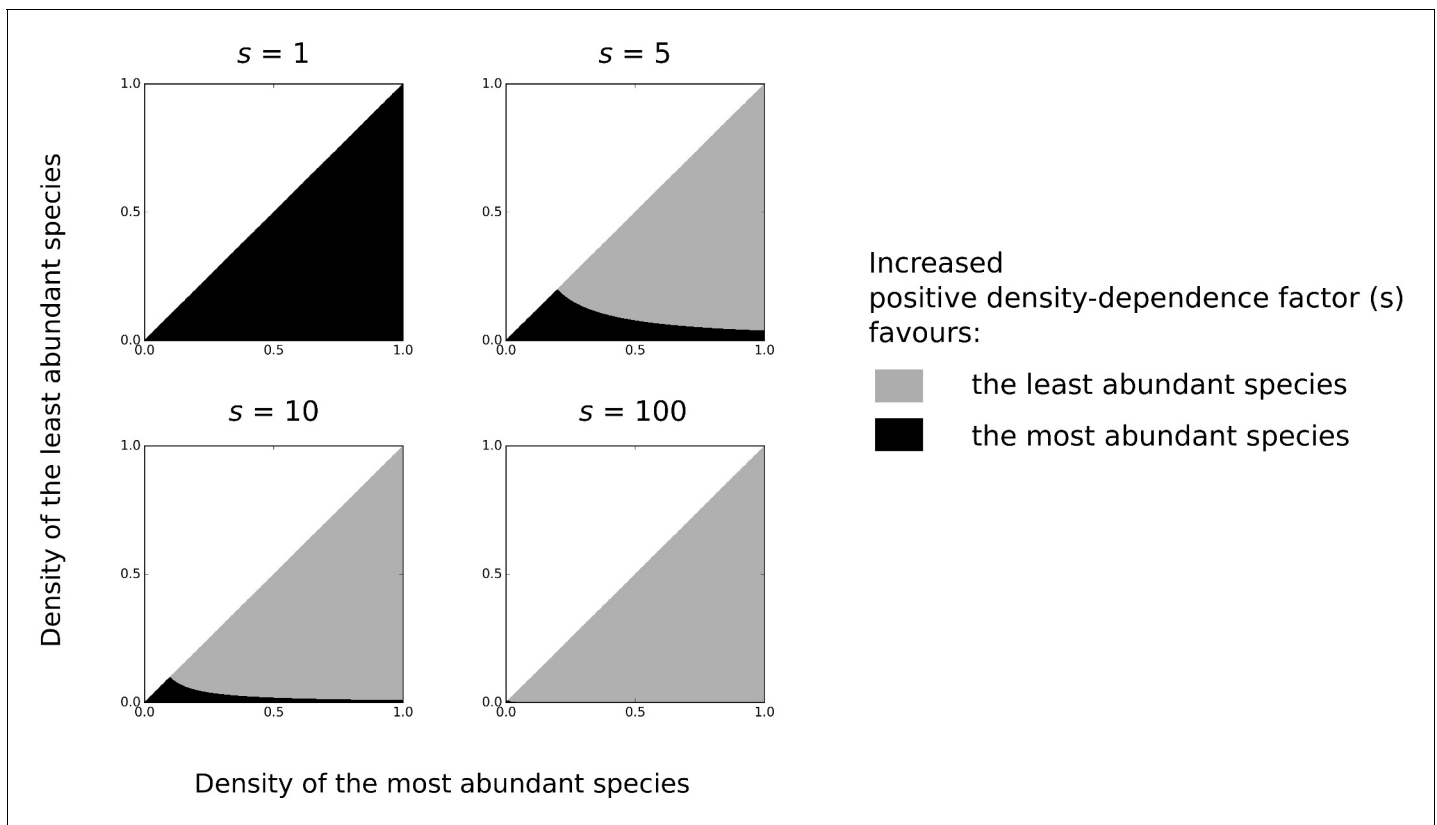 s = 1
1.0
0.5
0.0
0.0 0.5 1.0
s = 5
1.0
0.5
0.0
0.0 0.5 1.0
Density of the least abundant species
s = 10
1.0
0.5
0.0
0.0 0.5 1.0
s = 100
1.0
0.5
0.0
0.0 0.5 1.0
Density of the most abundant species
Increased
positive density-dependence factor (s)
favours:
the least abundant species
the most abundant species